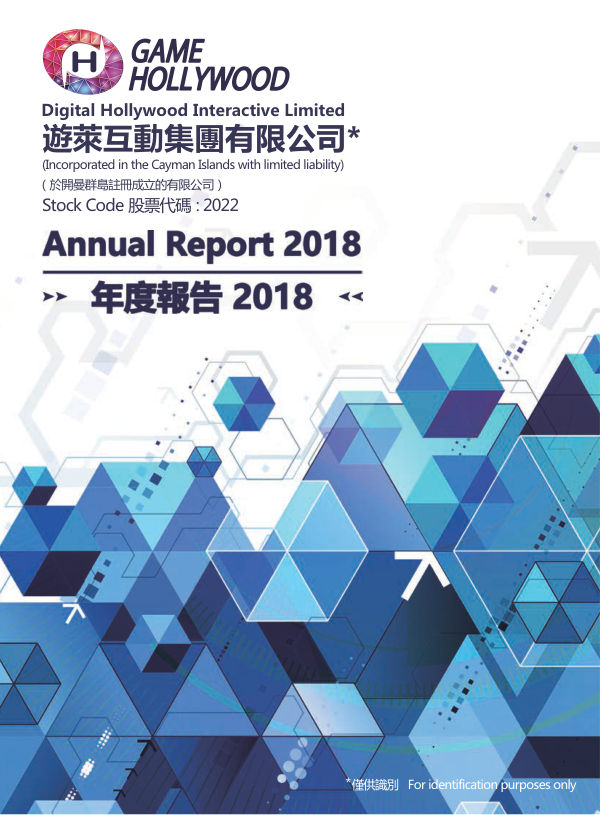 GAME
HOLLYWOOD
Digital Hollywood Interactive Limited
遊萊互動集團有限公司*
(Incorporated in the Cayman Islands with limited liability)
（於開曼群島註冊成立的有限公司）
Stock Code 股票代碼 : 2022
Annual Report 2018
年度報告 2018
*僅供識別 For identification purposes only